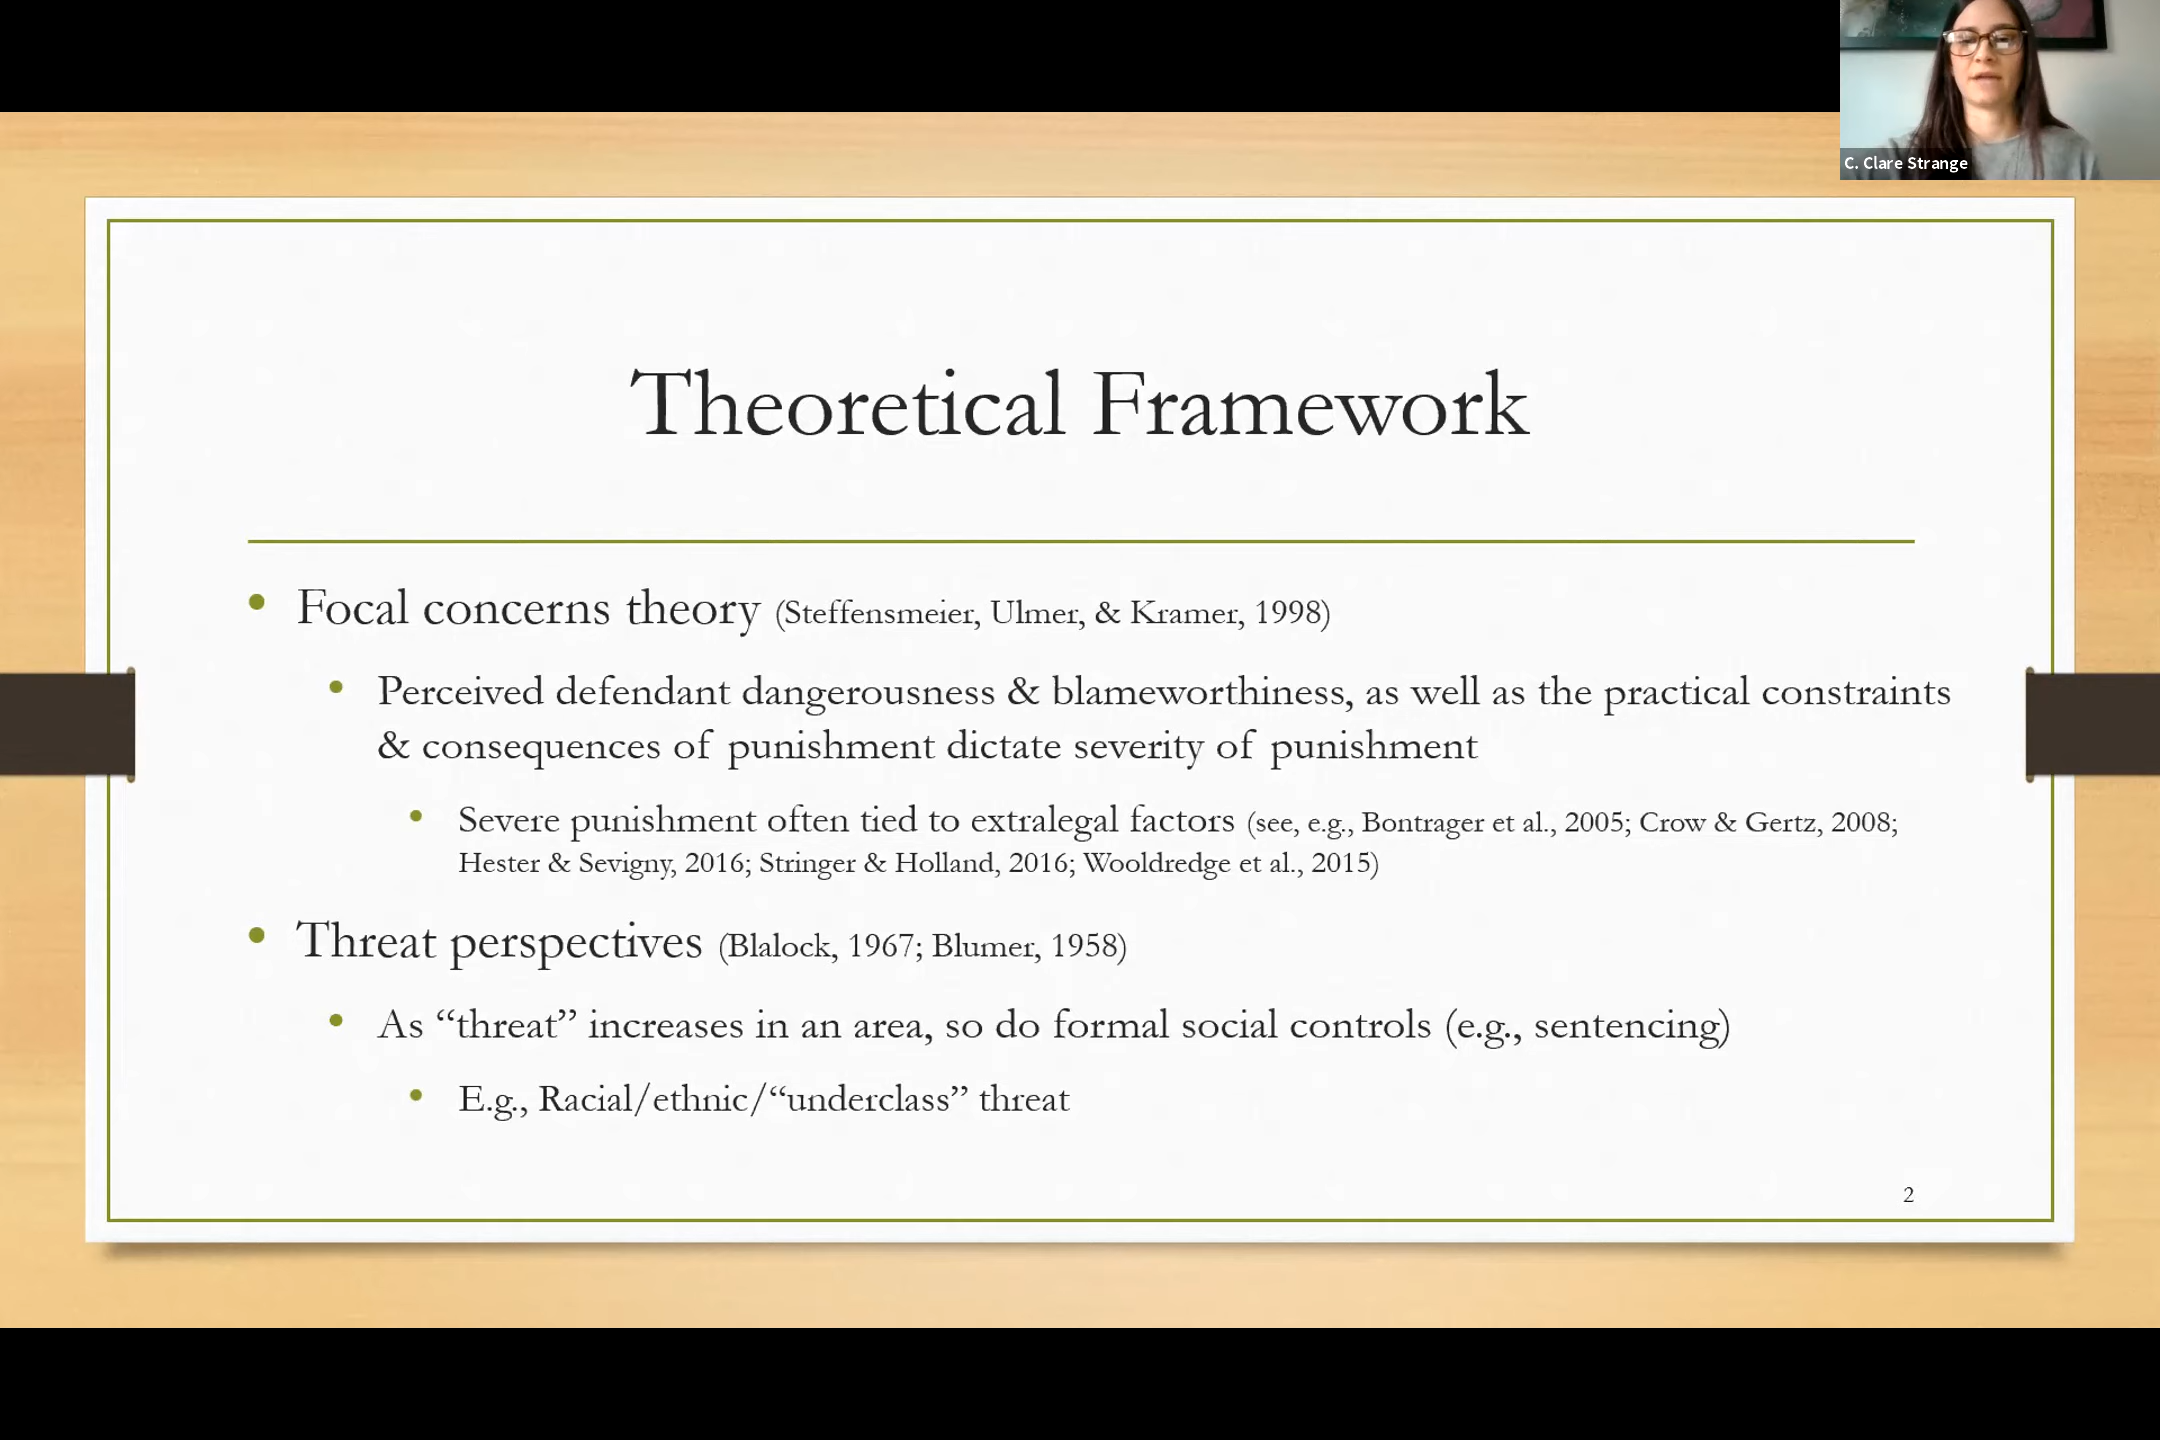 C. Clare Strange
Theoretical Framework
• Focal concerns theory (Steffensmeier, Ulmer, & Kramer, 1998)
• Perceived defendant dangerousness & blameworthiness, as well as the practical constraints
& consequences of punishment dictate severity of punishment
• Severe punishment often tied to extralegal factors (see, e.g., Bontrager et al., 2005; Crow & Gertz, 2008;
Hester & Sevigny, 2016; Stringer & Holland, 2016; Wooldredge et al., 2015)
• Threat perspectives (Blalock, 1967; Blumer, 1958)
• As “threat” increases in an area, so do formal social controls (e.g., sentencing)
• E.g., Racial/ethnic/“underclass” threat
2